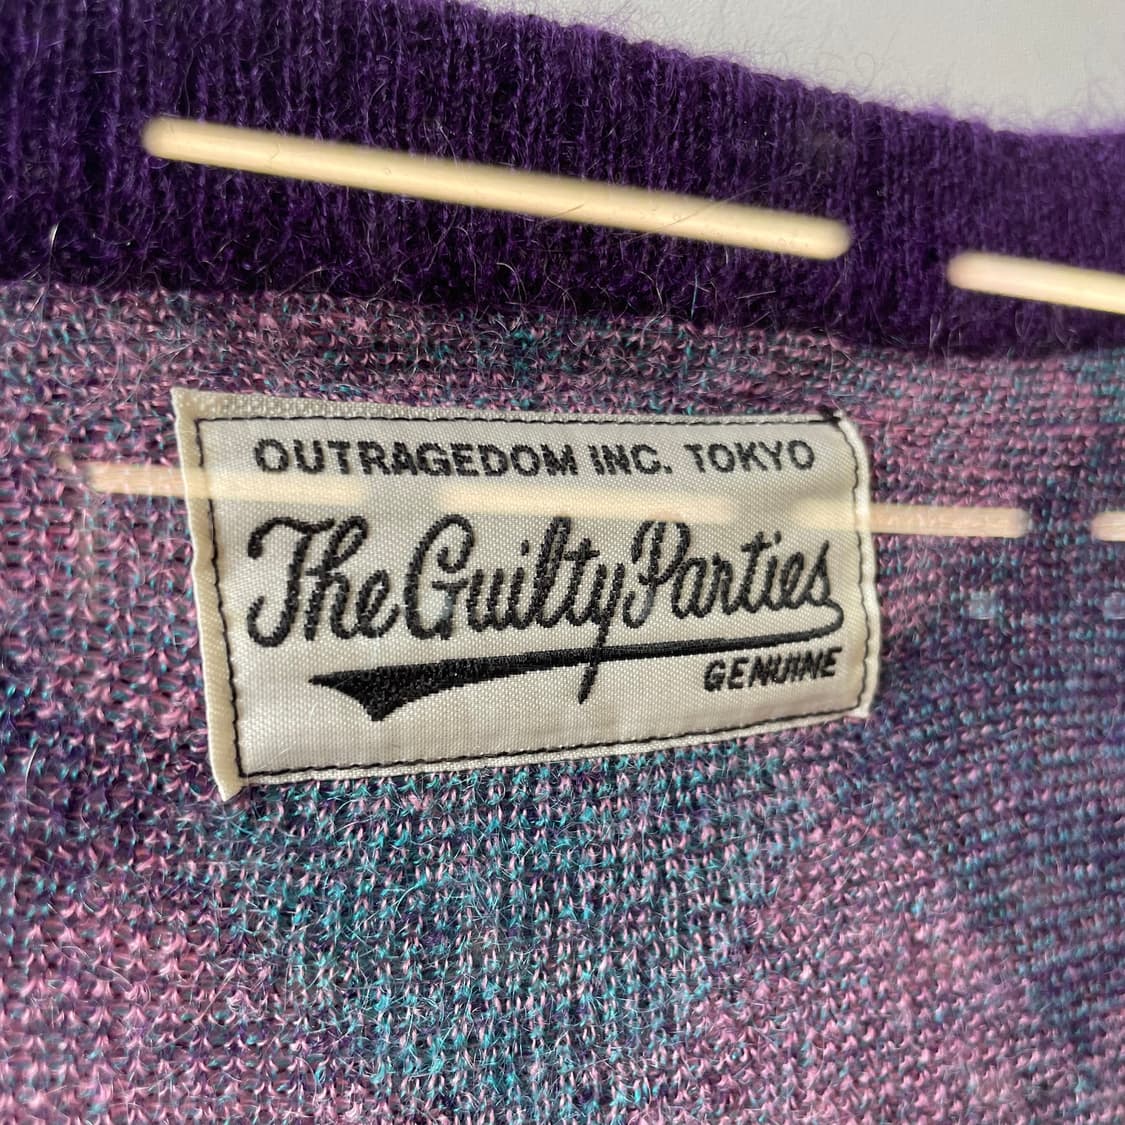 OUTRAGEDOM INC. TOKYO
The Guilty Parties
GENUINE